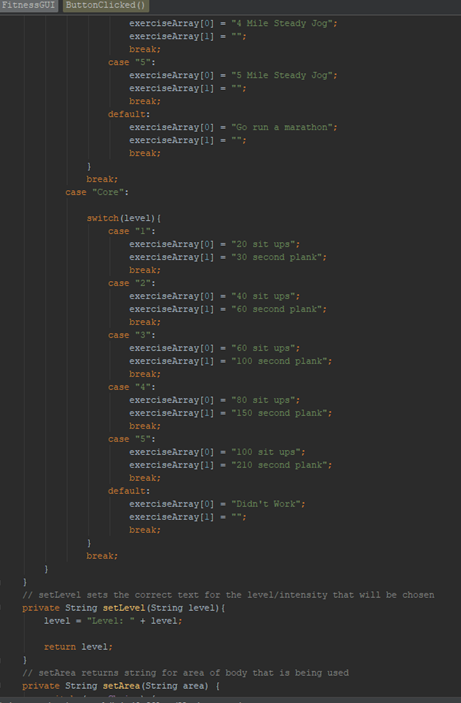 FitnessGUI ButtonClicked()
exerciseArray[0] = "4 Mile Steady Jog";
exerciseArray[1] = "";
break;
case "5":
exerciseArray[0] = "5 Mile Steady Jog";
exerciseArray[1] = "";
break;
default:
exerciseArray[0] = "Go run a marathon";
exerciseArray[1] = "";
break;
}
break;
case "Core":
switch(level){
case "1":
exerciseArray[0] = "20 sit ups";
exerciseArray[1] = "30 second plank";
break;
case "2":
exerciseArray[0] = "40 sit ups";
exerciseArray[1] = "60 second plank";
break;
case "3":
exerciseArray[0] = "60 sit ups";
exerciseArray[1] = "100 second plank";
break;
case "4":
exerciseArray[0] = "80 sit ups";
exerciseArray[1] = "150 second plank";
break;
case "5":
exerciseArray[0] = "100 sit ups";
exerciseArray[1] = "210 second plank";
break;
default:
exerciseArray[0] = "Didn't Work";
exerciseArray[1] = "";
break;
}
break;
}
}
// setLevel sets the correct text for the level/intensity that will be chosen
private String setLevel(String level){
level = "Level: " + level;
return level;
}
// setArea returns string for area of body that is being used
private String setArea(String area) {